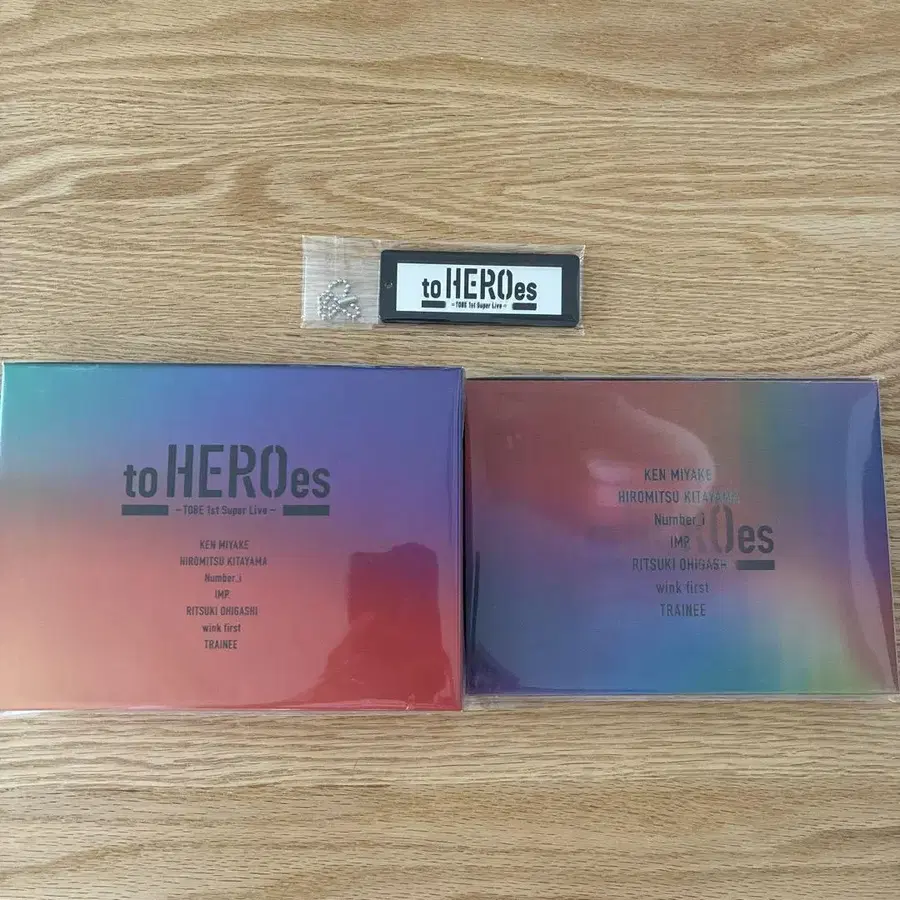 to HEROes
- TOBE 1st Super Live -
to HEROes
- TOBE 1st Super Live -
KEN MIYAKE
HIROMITSU KITAYAMA
Number_i
IMP.
RITSUKI OHIGASHI
wink first
TRAINEE
KEN MIYAKE
HIROMITSU KITAYAMA
Number_i
IMP.
ROes
RITSUKI OHIGASHI
wink first
TRAINEE